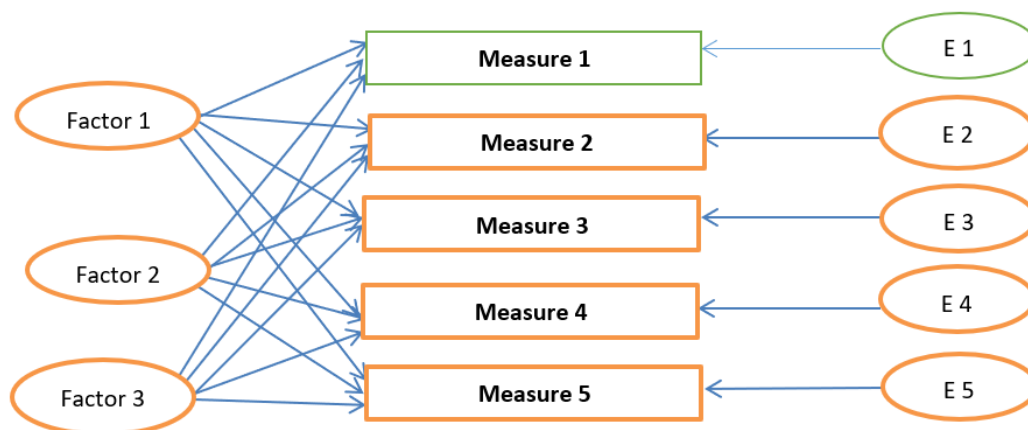 Measure 1
E 1
Factor 1
Measure 2
E 2
Measure 3
E 3
Factor 2
Measure 4
E 4
Factor 3
Measure 5
E 5